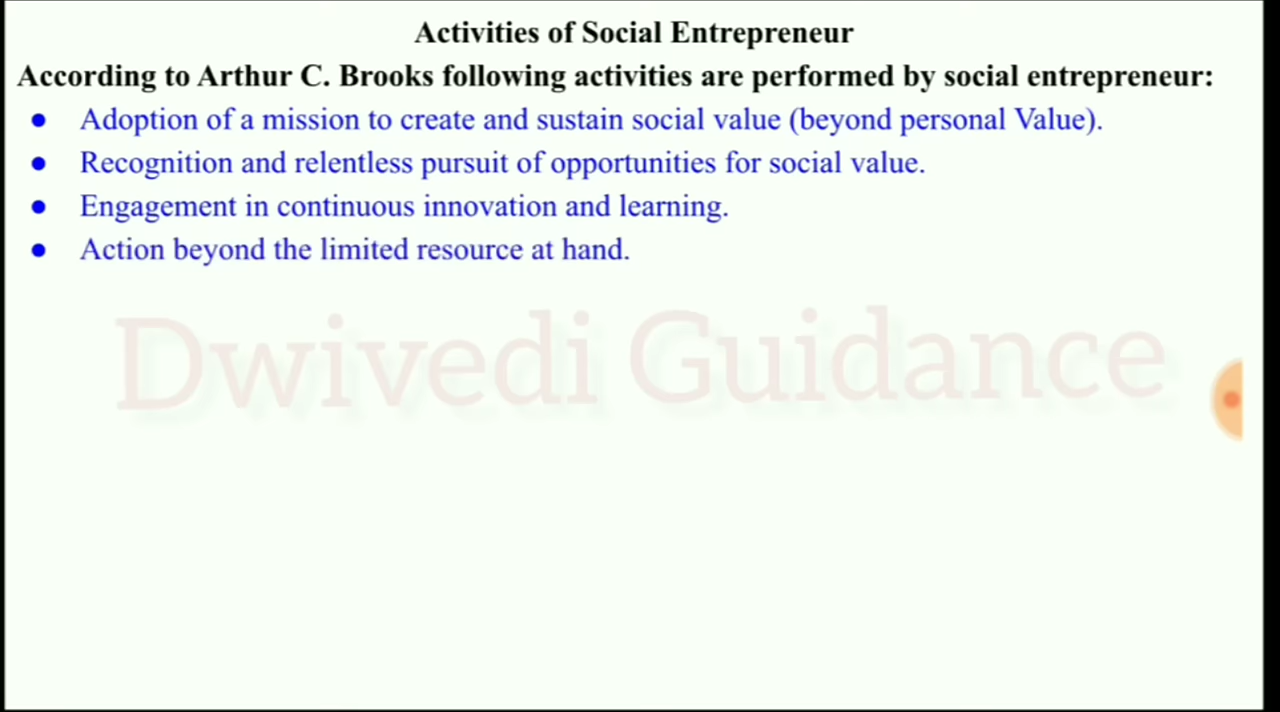 Activities of Social Entrepreneur
According to Arthur C. Brooks following activities are performed by social entrepreneur:
● Adoption of a mission to create and sustain social value (beyond personal Value).
● Recognition and relentless pursuit of opportunities for social value.
● Engagement in continuous innovation and learning.
● Action beyond the limited resource at hand.
Dwivedi Guidance